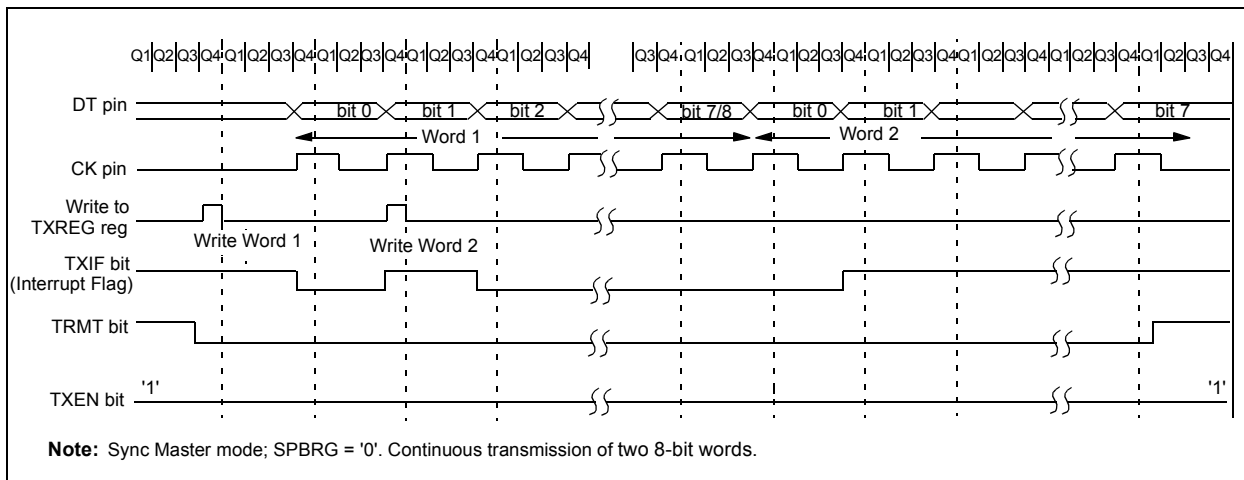 Q1 Q2 Q3 Q4 Q1 Q2 Q3 Q4 Q1 Q2 Q3 Q4 Q1 Q2 Q3 Q4 Q1 Q2 Q3 Q4 Q3 Q4 Q1 Q2 Q3 Q4 Q1 Q2 Q3 Q4 Q1 Q2 Q3 Q4 Q1 Q2 Q3 Q4 Q1 Q2 Q3 Q4 Q1 Q2 Q3 Q4
DT pin bit 0 bit 1 bit 2 bit 7/8 bit 0 bit 1 bit 7
Word 1 Word 2
CK pin
Write to
TXREG reg
Write Word 1 Write Word 2
TXIF bit
(Interrupt Flag)
TRMT bit
'1' '1'
TXEN bit
Note: Sync Master mode; SPBRG = '0'. Continuous transmission of two 8-bit words.